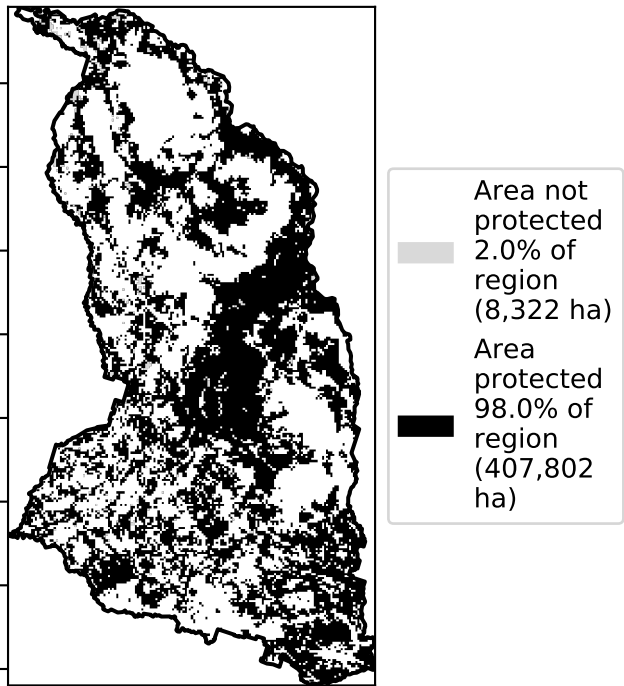 Area not
protected
2.0% of
region
(8,322 ha)
Area
protected
98.0% of
region
(407,802
ha)